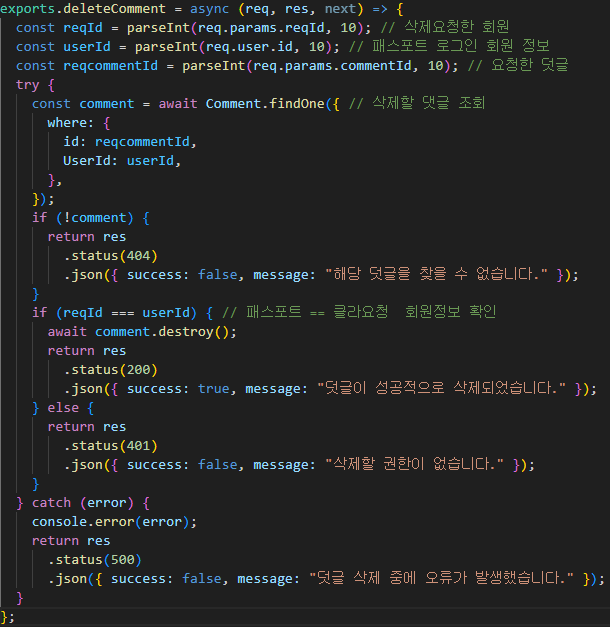 exports.deleteComment = async (req, res, next) => {
  const reqId = parseInt(req.params.reqId, 10); // 삭제요청한 회원
  const userId = parseInt(req.user.id, 10); // 패스포트 로그인 회원 정보
  const reqcommentId = parseInt(req.params.commentId, 10); // 요청한 덧글
  try {
    const comment = await Comment.findOne({ // 삭제할 댓글 조회
      where: {
        id: reqcommentId,
        UserId: userId,
      },
    });
    if (!comment) {
      return res
        .status(404)
        .json({ success: false, message: "해당 덧글을 찾을 수 없습니다." });
    }
    if (reqId === userId) { // 패스포트 == 클라요청  회원정보 확인
      await comment.destroy();
      return res
        .status(200)
        .json({ success: true, message: "덧글이 성공적으로 삭제되었습니다." });
    } else {
      return res
        .status(401)
        .json({ success: false, message: "삭제할 권한이 없습니다." });
    }
  } catch (error) {
    console.error(error);
    return res
      .status(500)
      .json({ success: false, message: "덧글 삭제 중에 오류가 발생했습니다." });
  }
};